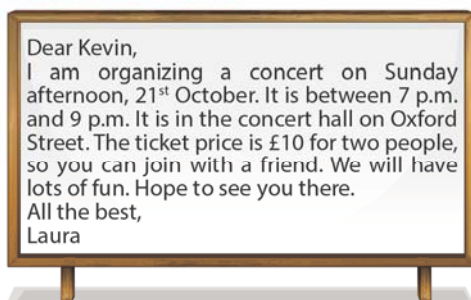 Dear Kevin,
I am organizing a concert on Sunday
afternoon, 21st October. It is between 7 p.m.
and 9 p.m. It is in the concert hall on Oxford
Street. The ticket price is £10 for two people,
so you can join with a friend. We will have
lots of fun. Hope to see you there.
All the best,
Laura